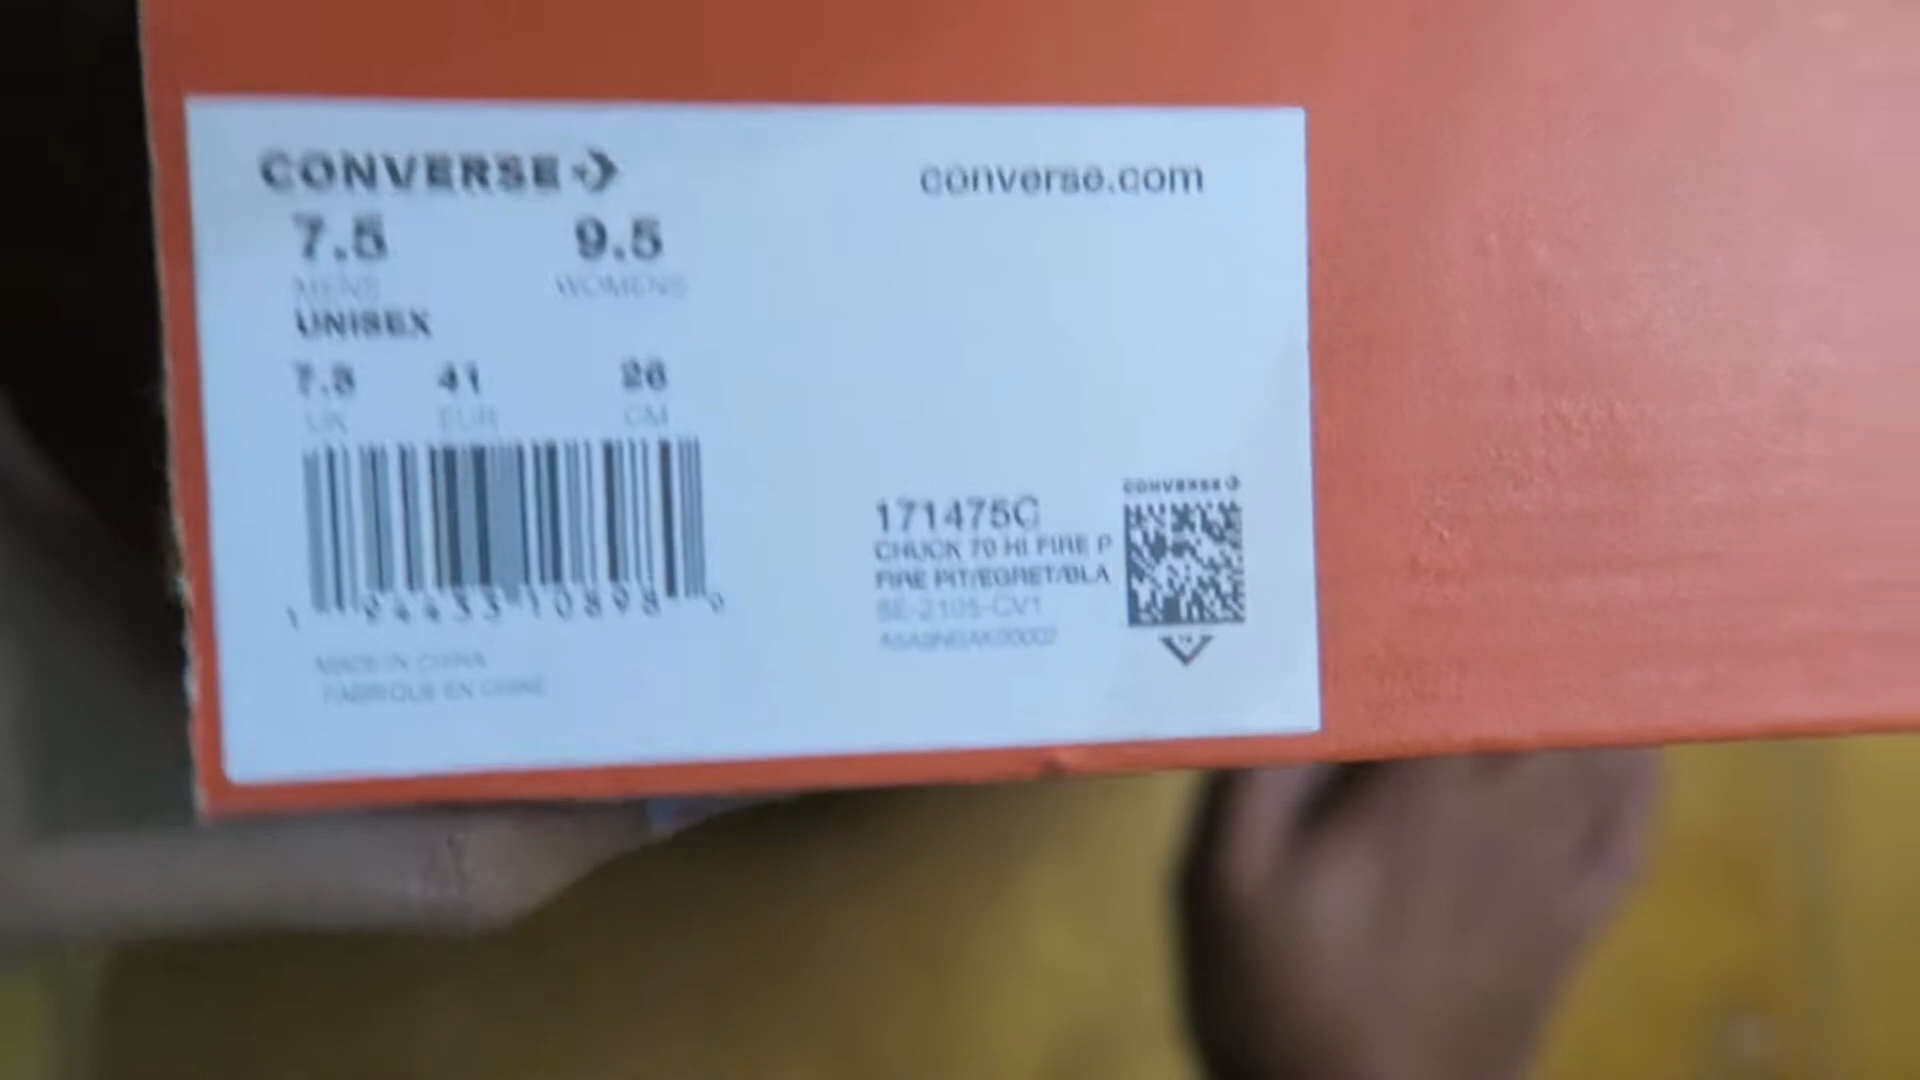 CONVERSE
converse.com
7.5 9.5
MENS WOMENS
UNISEX
7.5 41 26
UK EUR CM
CONVERSE
171475C
CHUCK 70 HI FIRE P
FIRE PIT/EGRET/BLA
SE-2105-CV1
1 94433 10898 9
MADE IN CHINA
FABRIQUE EN CHINE